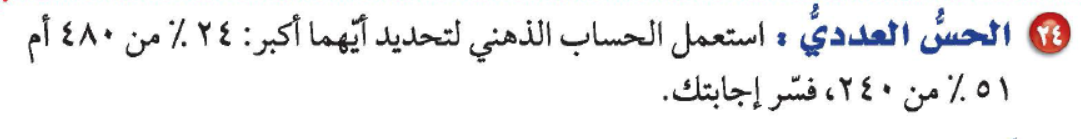 ٢٤ الحسُّ العدديُّ : استعمل الحساب الذهني لتحديد أيّهما أكبر: ٢٤ ٪ من ٤٨٠ أم
٥١ ٪ من ٢٤٠، فسّر إجابتك.